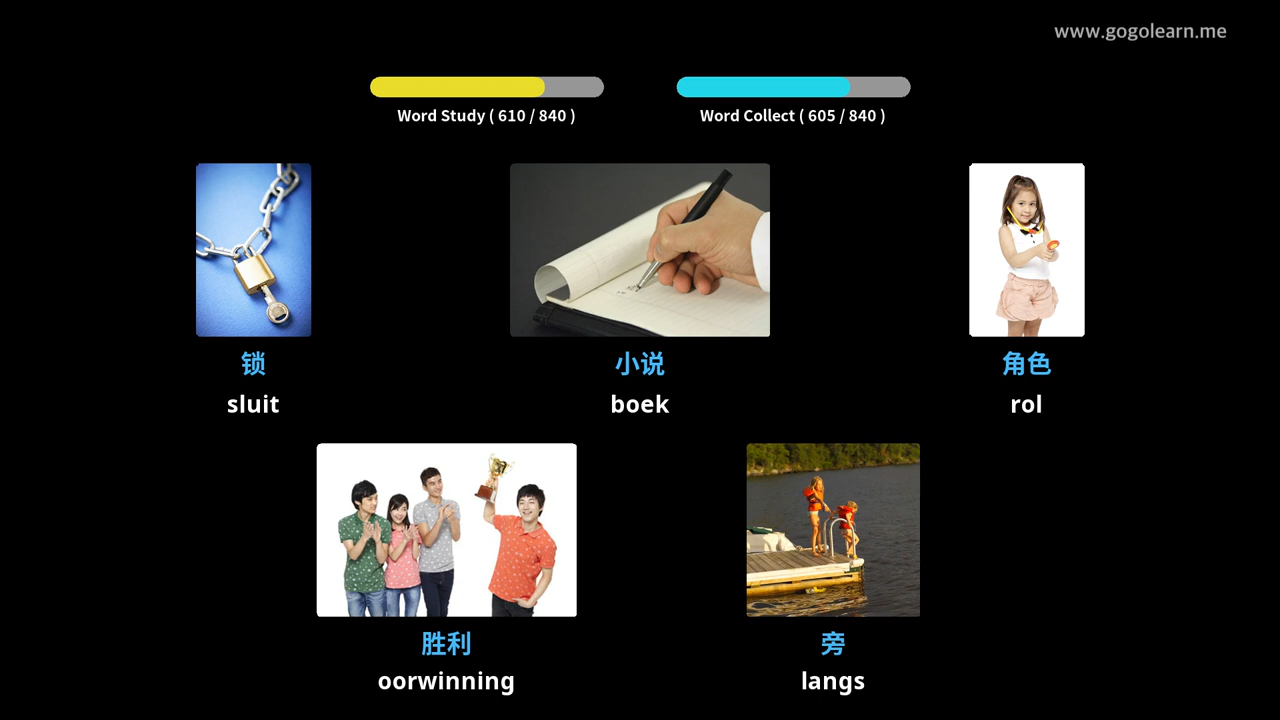 www.gogolearn.me
Word Study ( 610 / 840 )
Word Collect ( 605 / 840 )
锁
小说
角色
sluit
boek
rol
胜利
旁
oorwinning
langs